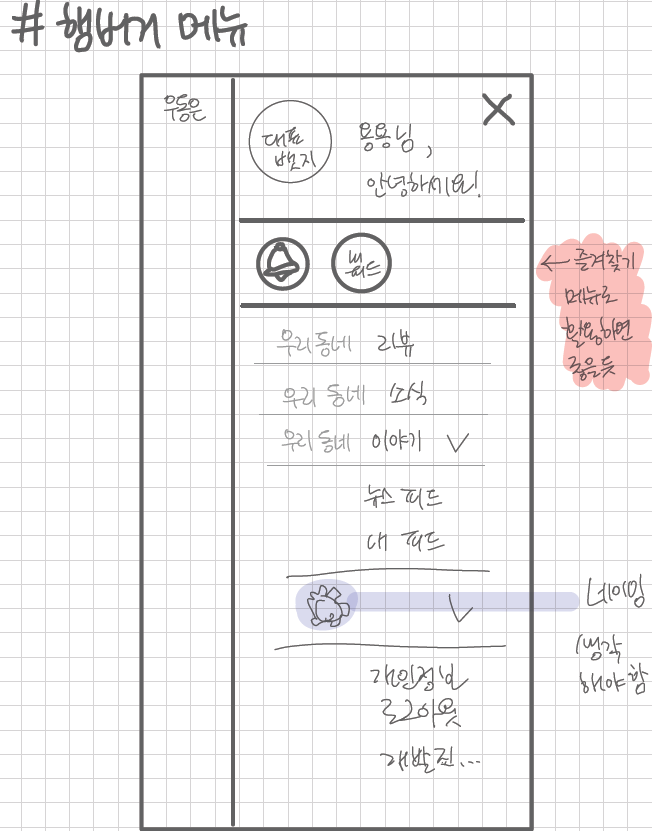 # 햄버거 메뉴
우동은
대표
뱃지
용용님,
안녕하세요!
피드
← 즐겨찾기
메뉴로
활용하면
좋을듯
우리동네 리뷰
우리 동네 소식
우리 동네 이야기
뉴스 피드
내 피드
네이밍
생각
해야 함
개인정보
로그아웃
개발진...